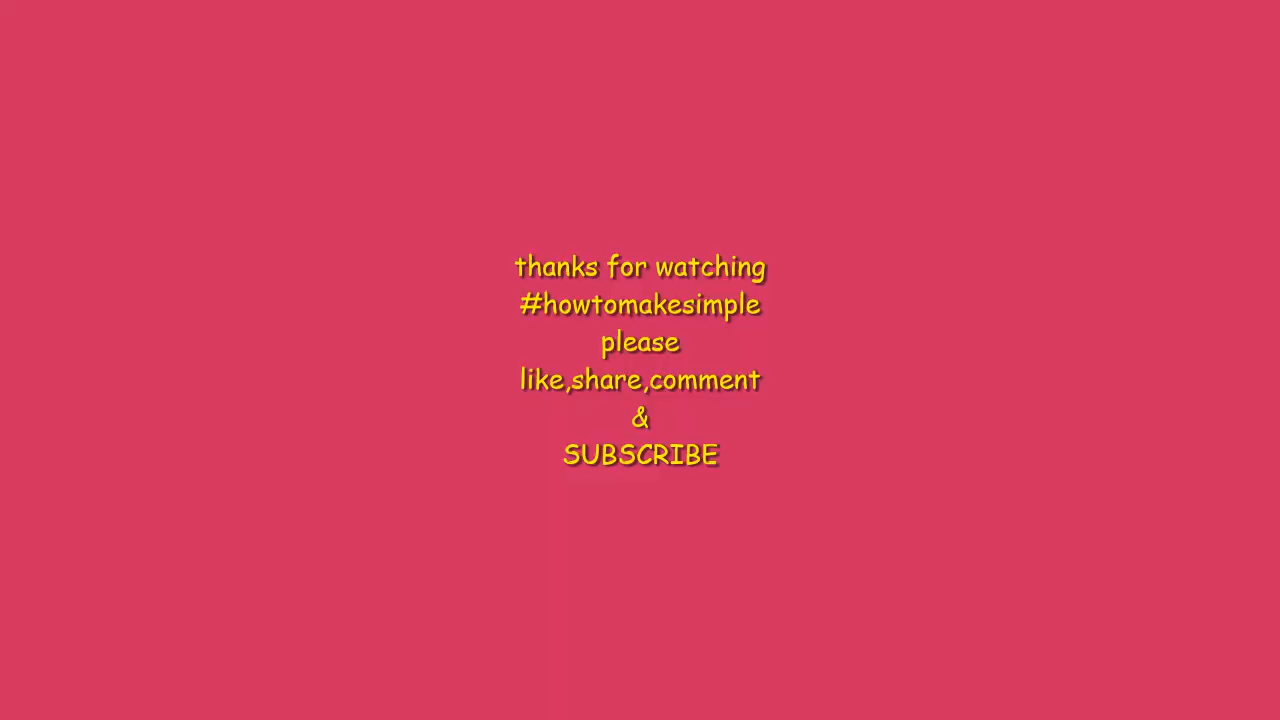 thanks for watching
#howtomakesimple
please
like,share,comment
&
SUBSCRIBE